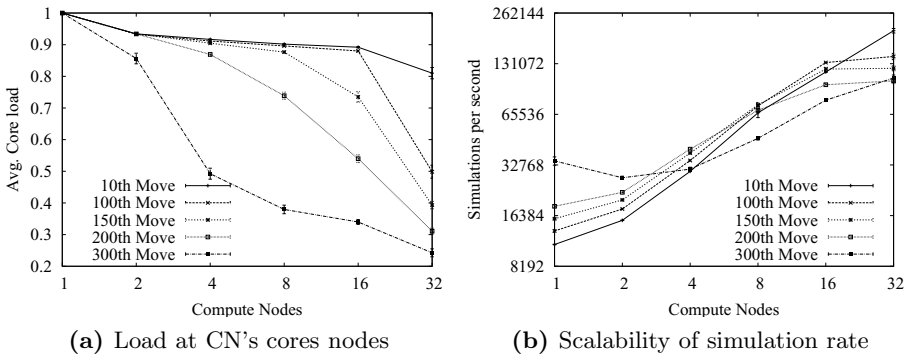 1
0.9
0.8
0.7
0.6
0.5
0.4
0.3
0.2
Avg. Core load
10th Move
100th Move
150th Move
200th Move
300th Move
1 2 4 8 16 32
Compute Nodes
(a) Load at CN's cores nodes
262144
131072
65536
32768
16384
8192
Simulations per second
10th Move
100th Move
150th Move
200th Move
300th Move
1 2 4 8 16 32
Compute Nodes
(b) Scalability of simulation rate